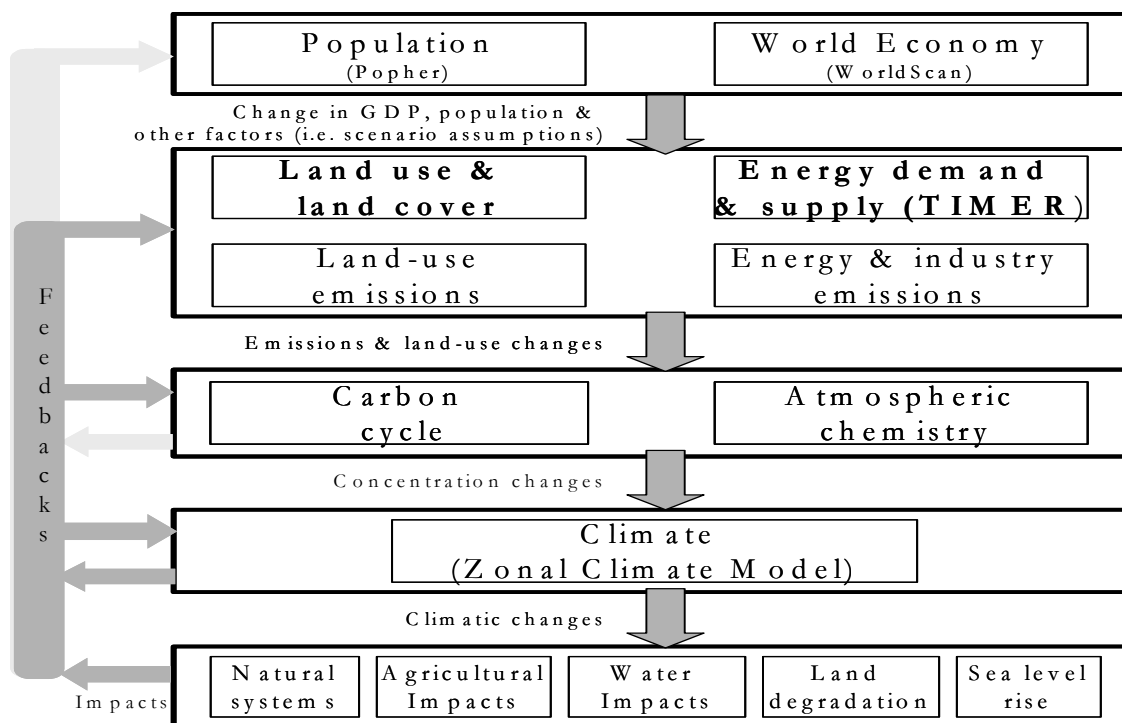 Population
(Popher)
World Economy
(WorldScan)
Change in GDP, population &
other factors (i.e. scenario assumptions)
Land use &
land cover
Energy demand
& supply (TIMER)
Land-use
emissions
Energy & industry
emissions
Emissions & land-use changes
Carbon
cycle
Atmospheric
chemistry
Concentration changes
Climate
(Zonal Climate Model)
Climatic changes
Natural
systems
Agricultural
Impacts
Water
Impacts
Land
degradation
Sea level
rise
Impacts
Feedbacks